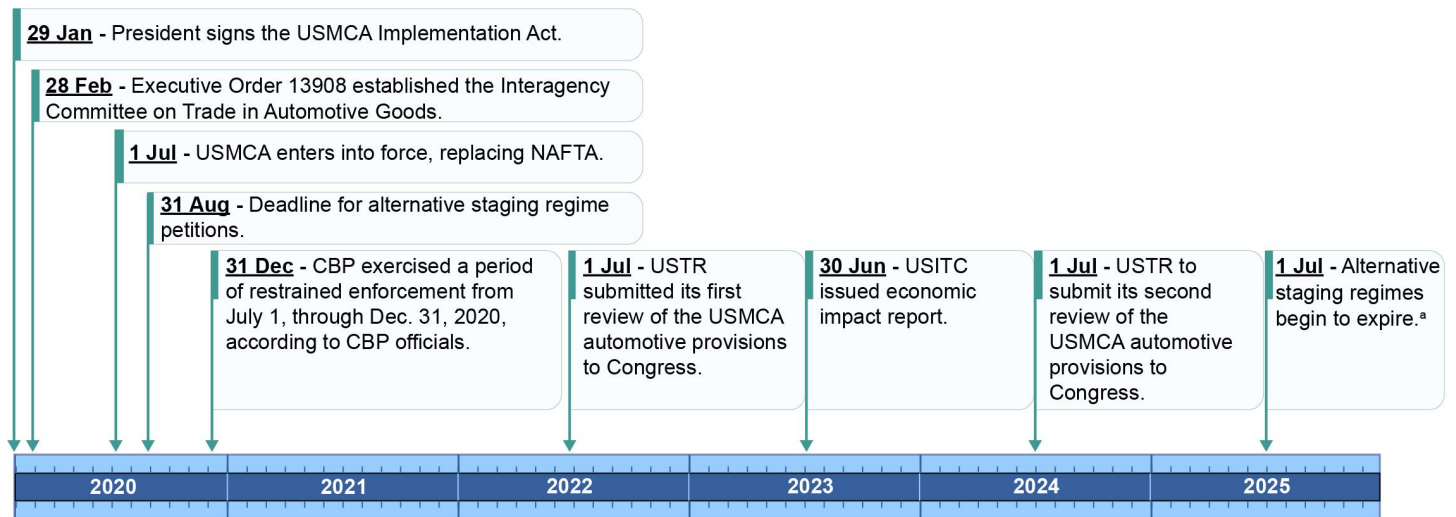 29 Jan - President signs the USMCA Implementation Act.
28 Feb - Executive Order 13908 established the Interagency
Committee on Trade in Automotive Goods.
1 Jul - USMCA enters into force, replacing NAFTA.
31 Aug - Deadline for alternative staging regime
petitions.
31 Dec - CBP exercised a period
of restrained enforcement from
July 1, through Dec. 31, 2020,
according to CBP officials.
1 Jul - USTR
submitted its first
review of the USMCA
automotive provisions
to Congress.
30 Jun - USITC
issued economic
impact report.
1 Jul - USTR to
submit its second
review of the
USMCA automotive
provisions to
Congress.
1 Jul - Alternative
staging regimes
begin to expire.ᵃ
2020 2021 2022 2023 2024 2025